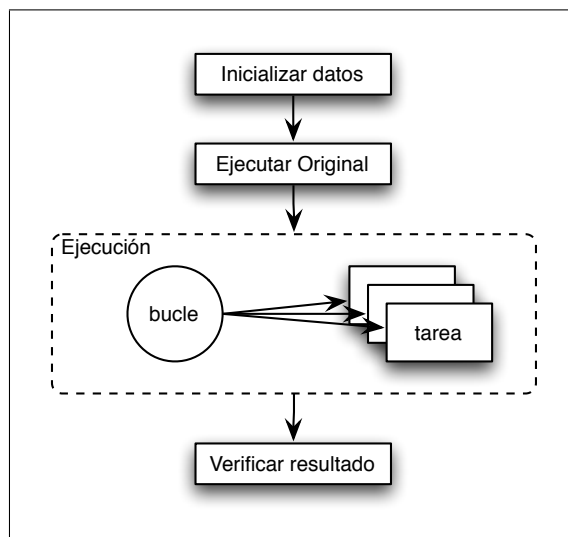 Inicializar datos
Ejecutar Original
Ejecución
bucle
tarea
Verificar resultado